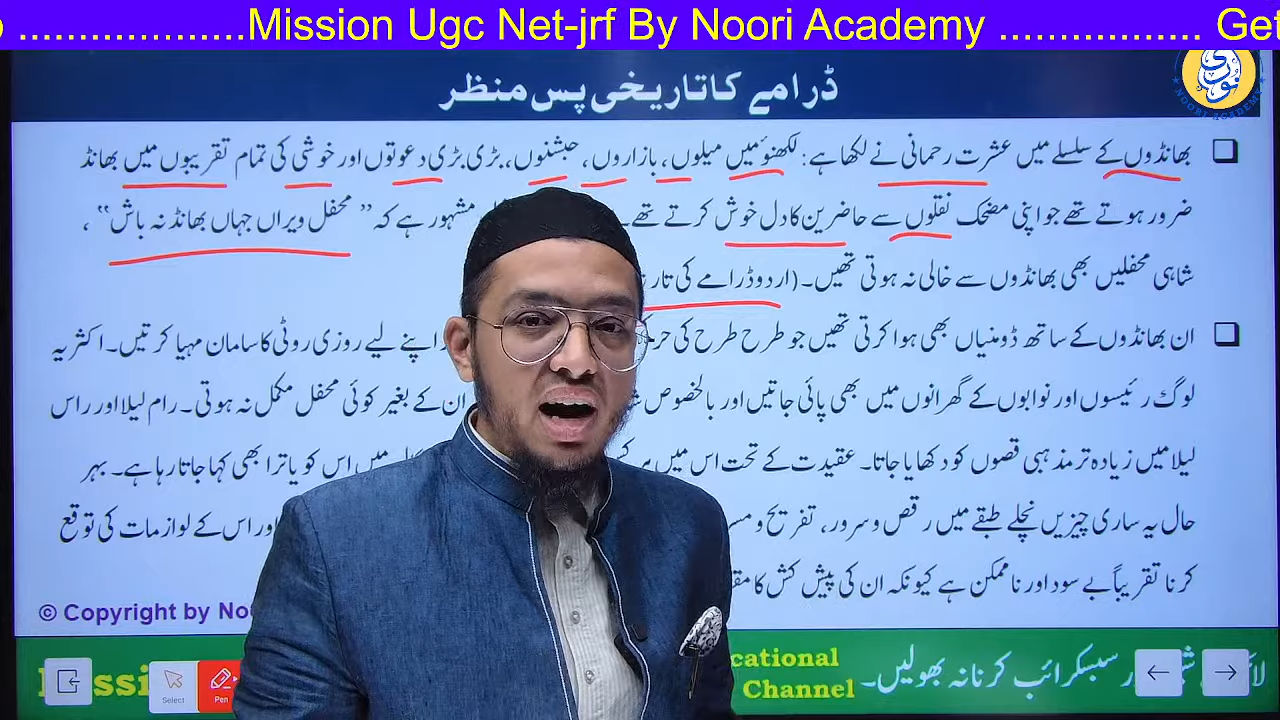 ...................Mission Ugc Net-jrf By Noori Academy ................ Get
ڈرامے کا تاریخی پس منظر
NOORI ACADEMY
بھانڈوں کے سلسلے میں عشرت رحمانی نے لکھا ہے: لکھنوٴ میں میلوں، بازاروں، جشنوں،، بڑی بڑی دعوتوں اور خوشی کی تمام تقریبوں میں بھانڈ
ضرور ہوتے تھے جو اپنی مضحک نقلوں سے حاضرین کا دل خوش کرتے تھے۔ مشہور ہے کہ ”محفل ویراں جہاں بھانڈ نہ باش“،
شاہی محفلیں بھی بھانڈوں سے خالی نہ ہوتی تھیں۔ (اردو ڈرامے کی
ان بھانڈوں کے ساتھ ڈومنیاں بھی ہوا کرتی تھیں جو طرح طرح کی اپنے لیے روزی روٹی کا سامان مہیا کرتیں۔ اکثر یہ
لوگ رئیسوں اور نوابوں کے گھرانوں میں بھی پائی جاتیں اور بالخصوص ان کے بغیر کوئی محفل مکمل نہ ہوتی۔ رام لیلا اور راس
لیلا میں زیادہ تر مذہبی قصوں کو دکھایا جاتا۔ عقیدت کے تحت اس میں میں اس کو یاترا بھی کہا جاتا رہا ہے۔ بہر
حال یہ ساری چیزیں نچلے طبقے میں رقص و سرور، تفریح و اور اس کے لوازمات کی توقع
کرنا تقریباً بے سود اور ناممکن ہے کیونکہ ان کی پیش کش کا
© Copyright by
cational
Channel
سبسکرائب کرنا نہ بھولیں۔
Select
Pen